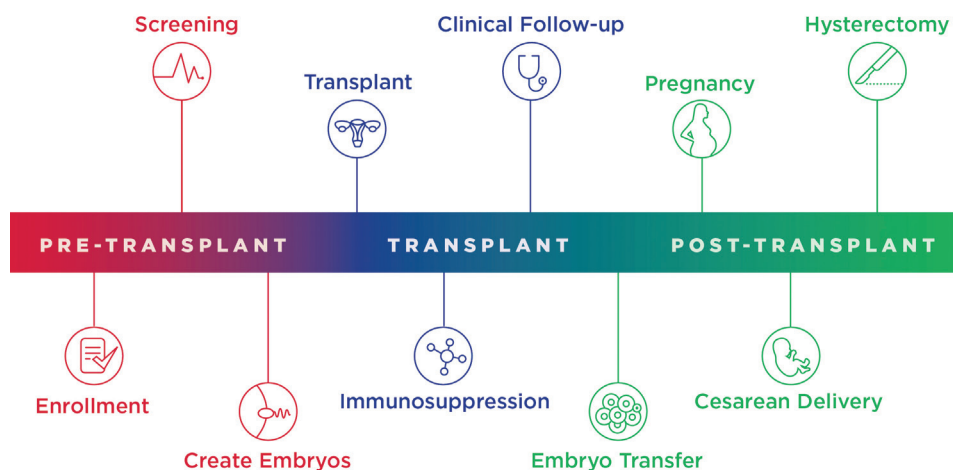 Screening
Clinical Follow-up
Hysterectomy
Transplant
Pregnancy
PRE-TRANSPLANT
TRANSPLANT
POST-TRANSPLANT
Enrollment
Immunosuppression
Cesarean Delivery
Create Embryos
Embryo Transfer